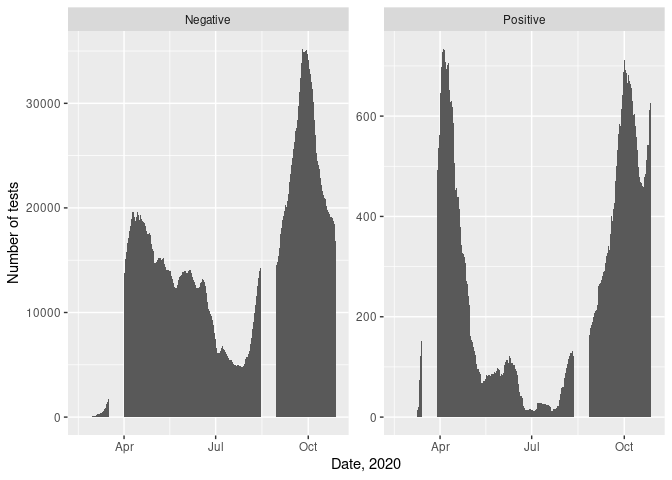 Negative
Positive
Number of tests
30000
20000
10000
0
600
400
200
0
Apr
Jul
Oct
Apr
Jul
Oct
Date, 2020